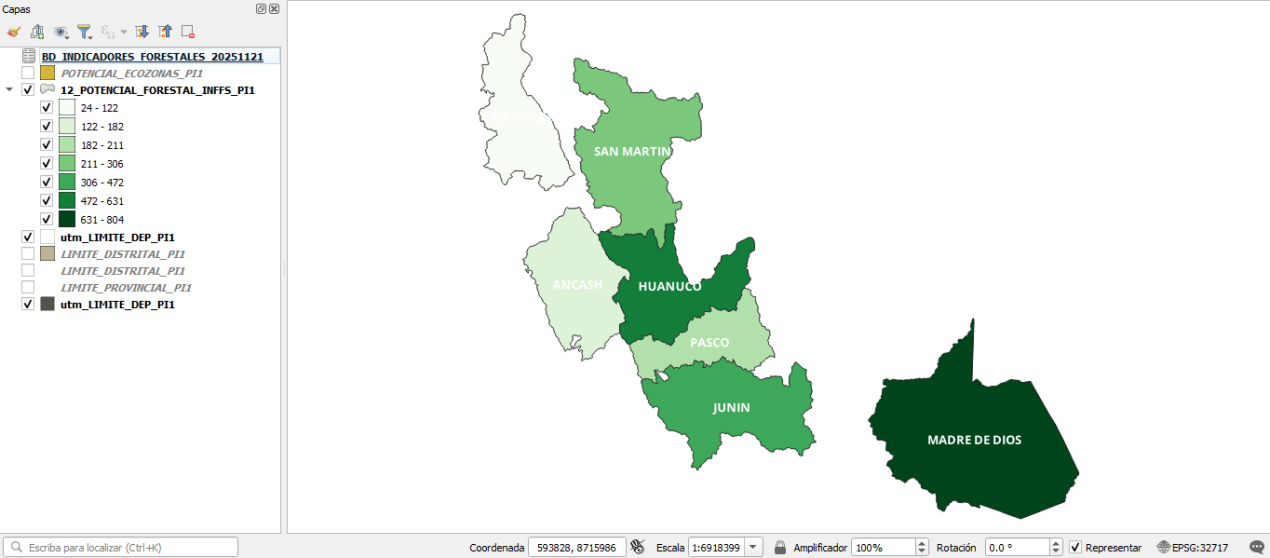 Capas
BD_INDICADORES_FORESTALES_20251121
POTENCIAL_ECOZONAS_PI1
12_POTENCIAL_FORESTAL_INFFS_PI1
24 - 122
122 - 182
182 - 211
211 - 306
306 - 472
472 - 631
631 - 804
utm_LIMITE_DEP_PI1
LIMITE_DISTRITAL_PI1
LIMITE_DISTRITAL_PI1
LIMITE_PROVINCIAL_PI1
utm_LIMITE_DEP_PI1
SAN MARTIN
ANCASH
HUANUCO
PASCO
JUNIN
MADRE DE DIOS
Escriba para localizar (Ctrl+K)
Coordenada 593828, 8715986 Escala 1:6918399 Amplificador 100% Rotación 0.0 ° Representar EPSG:32717